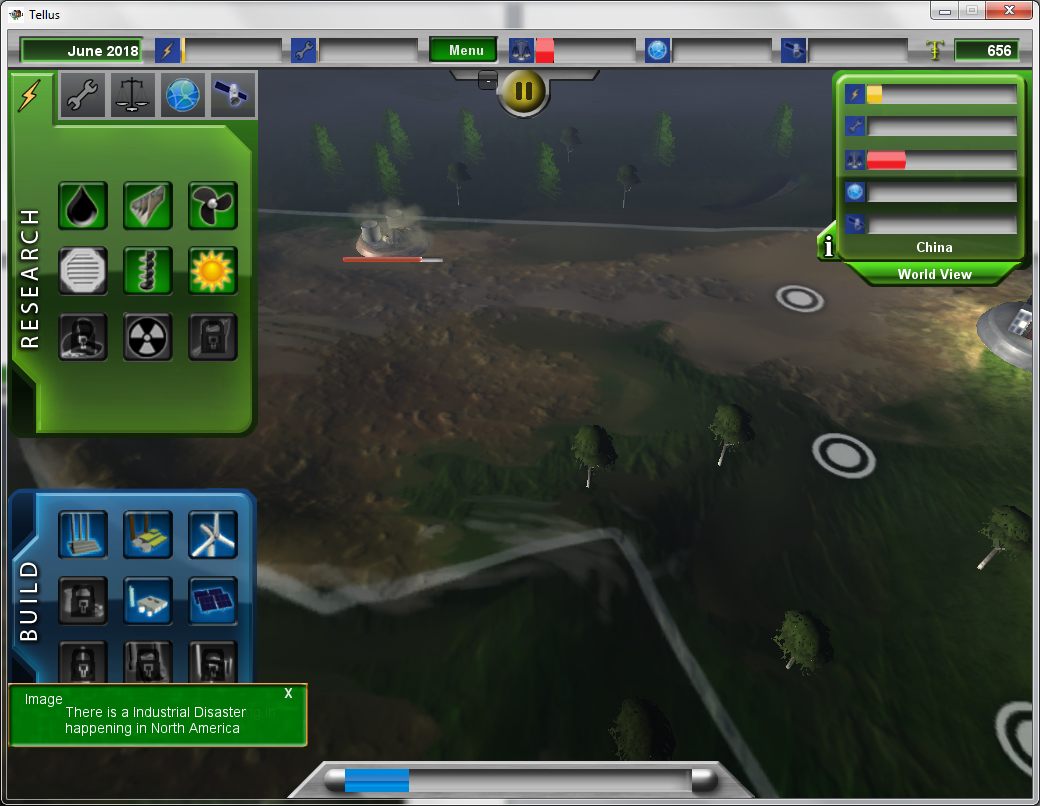 Tellus
June 2018
Menu
656
RESEARCH
China
i
World View
BUILD
Image
X
There is a Industrial Disaster
happening in North America